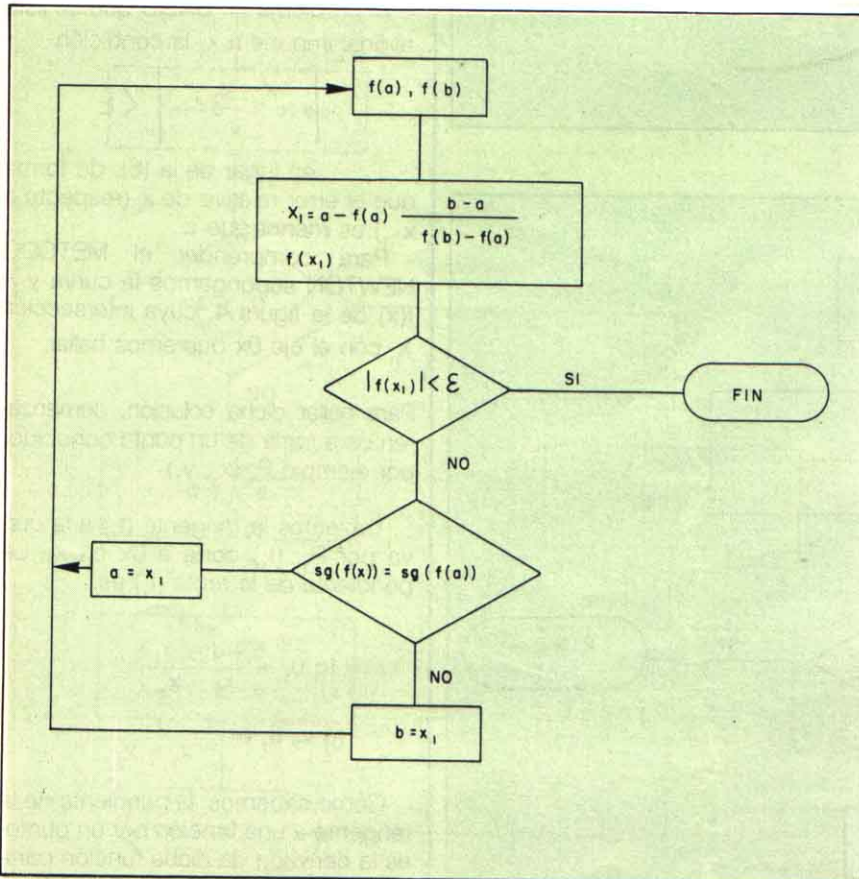 f(a), f(b)
x₁ = a − f(a) b − a / f(b) − f(a)
f(x₁)
|f(x₁)| < ε
SI
FIN
NO
sg(f(x)) = sg(f(a))
a = x₁
NO
b = x₁